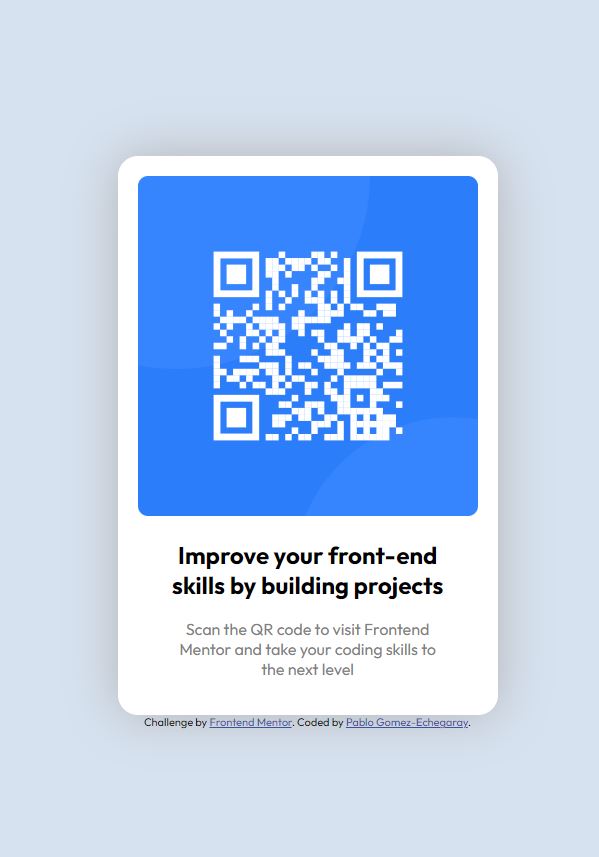 Improve your front-end
skills by building projects
Scan the QR code to visit Frontend
Mentor and take your coding skills to
the next level
Challenge by Frontend Mentor. Coded by Pablo Gomez-Echegaray.